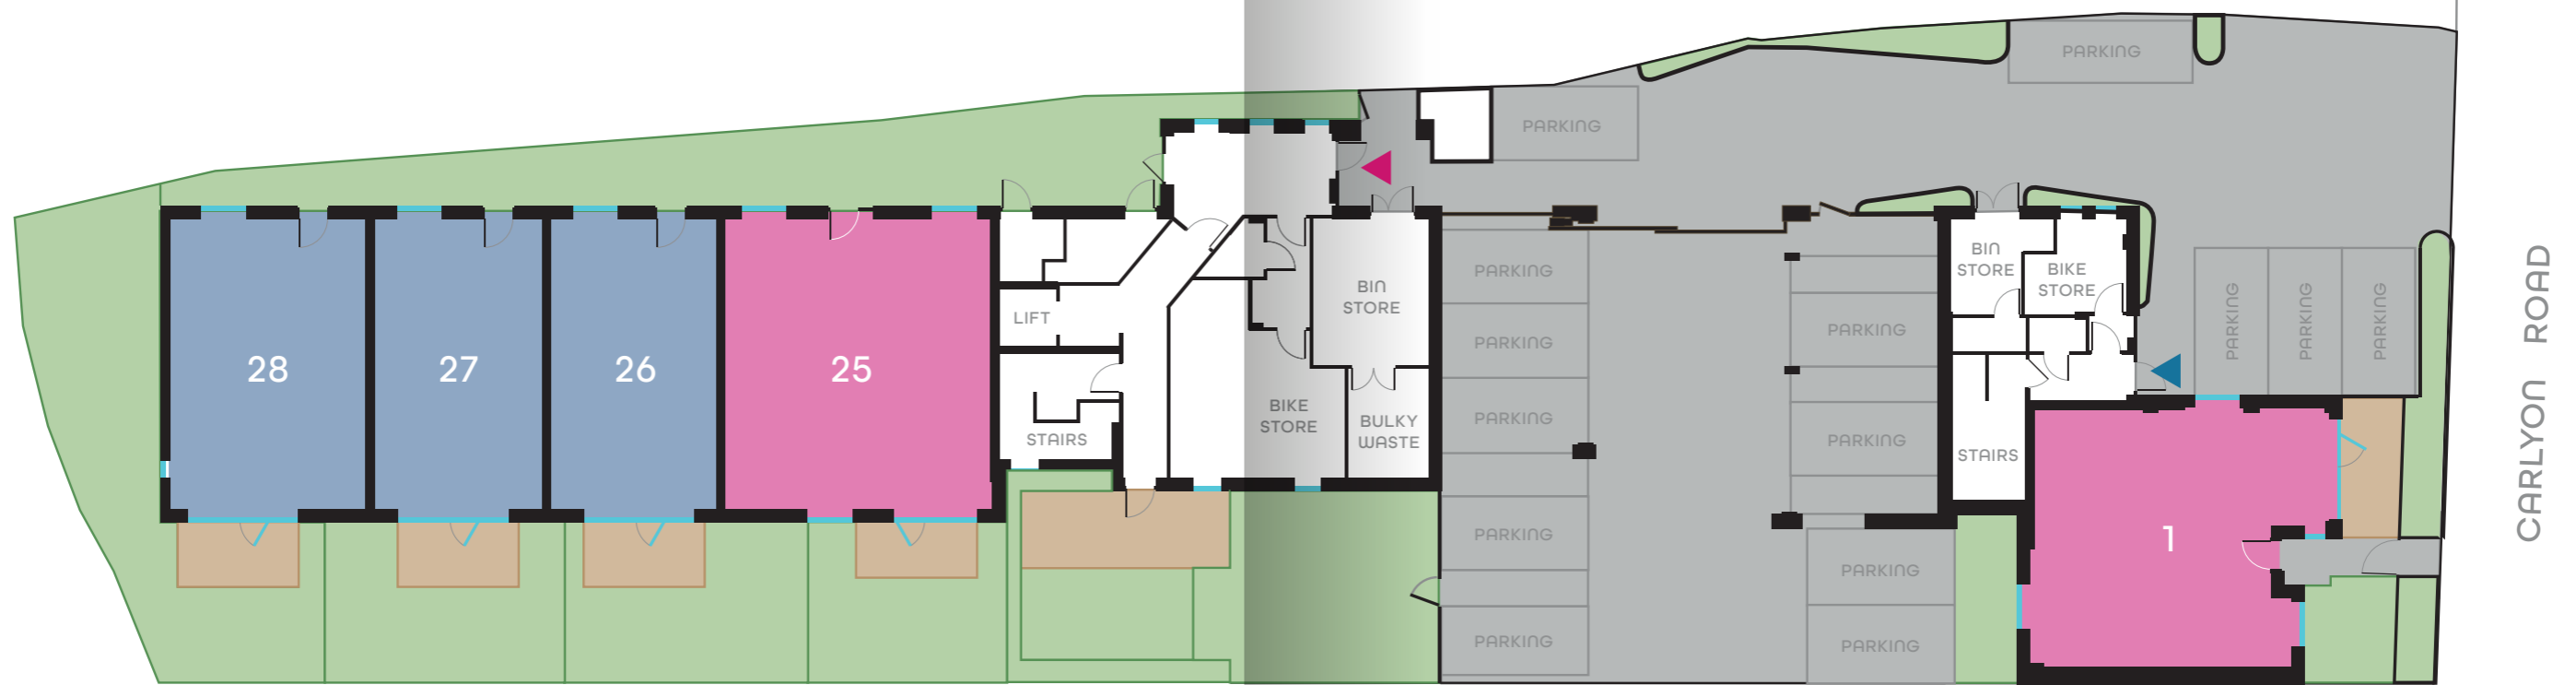 PARKING
PARKING
28
27
26
25
LIFT
STAIRS
BIN
STORE
BIKE
STORE
BULKY
WASTE
PARKING
PARKING
PARKING
PARKING
PARKING
PARKING
PARKING
PARKING
PARKING
BIN
STORE
BIKE
STORE
STAIRS
PARKING
PARKING
PARKING
1
CARLYON ROAD